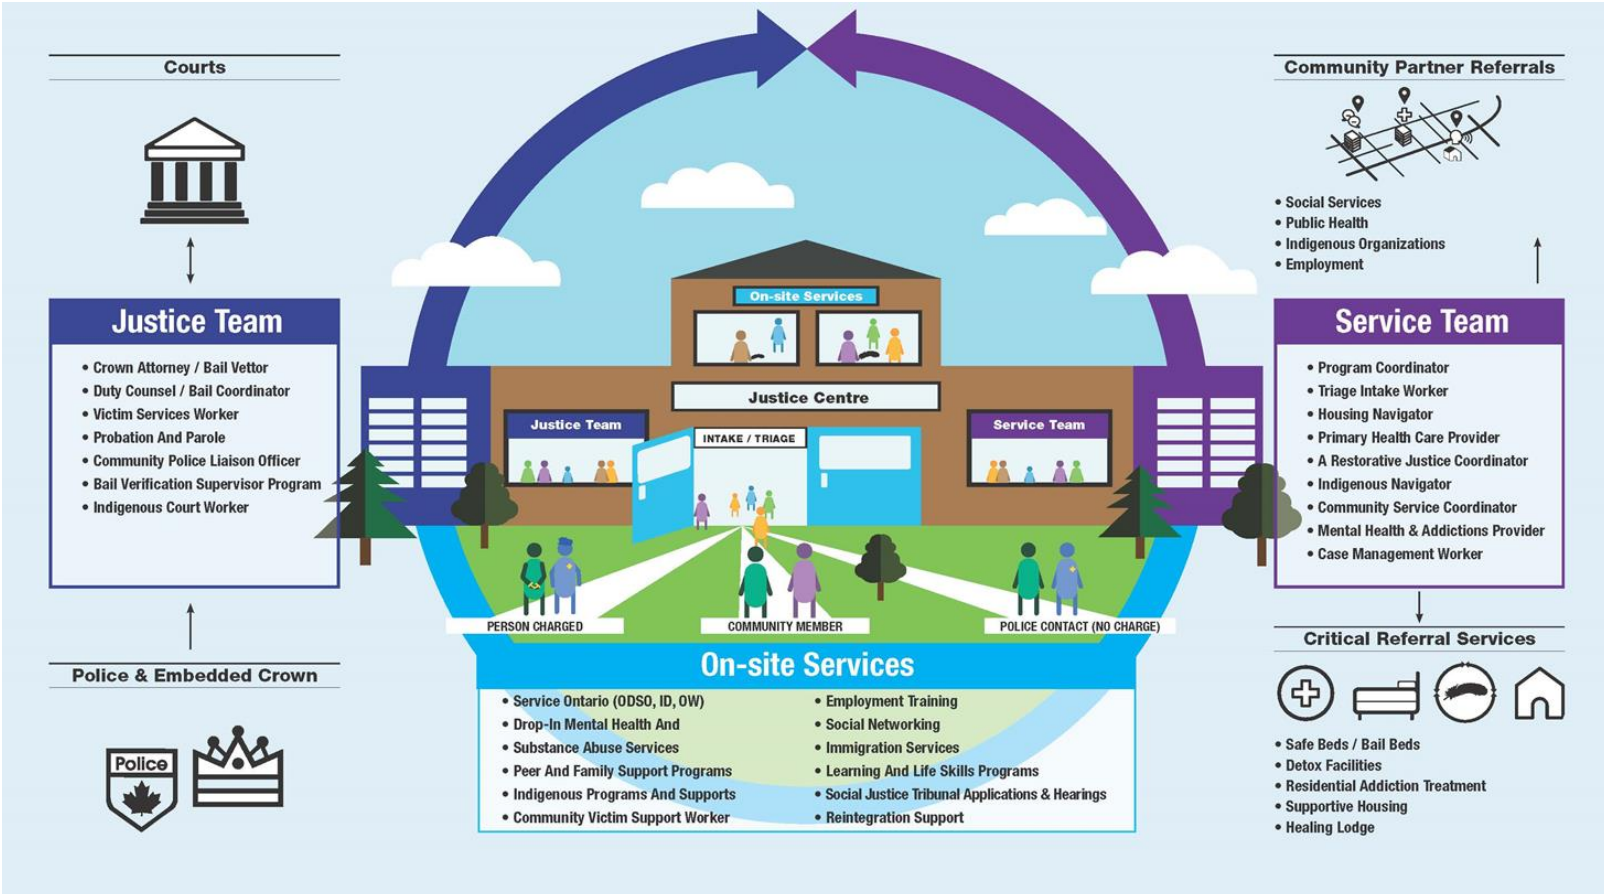 Courts
Justice Team
• Crown Attorney / Bail Vettor
• Duty Counsel / Bail Coordinator
• Victim Services Worker
• Probation And Parole
• Community Police Liaison Officer
• Bail Verification Supervisor Program
• Indigenous Court Worker
Police & Embedded Crown
Police
On-site Services
Justice Centre
Justice Team
INTAKE / TRIAGE
Service Team
PERSON CHARGED
COMMUNITY MEMBER
POLICE CONTACT (NO CHARGE)
On-site Services
• Service Ontario (ODSO, ID, OW)
• Drop-In Mental Health And
• Substance Abuse Services
• Peer And Family Support Programs
• Indigenous Programs And Supports
• Community Victim Support Worker
• Employment Training
• Social Networking
• Immigration Services
• Learning And Life Skills Programs
• Social Justice Tribunal Applications & Hearings
• Reintegration Support
Community Partner Referrals
• Social Services
• Public Health
• Indigenous Organizations
• Employment
Service Team
• Program Coordinator
• Triage Intake Worker
• Housing Navigator
• Primary Health Care Provider
• A Restorative Justice Coordinator
• Indigenous Navigator
• Community Service Coordinator
• Mental Health & Addictions Provider
• Case Management Worker
Critical Referral Services
• Safe Beds / Bail Beds
• Detox Facilities
• Residential Addiction Treatment
• Supportive Housing
• Healing Lodge